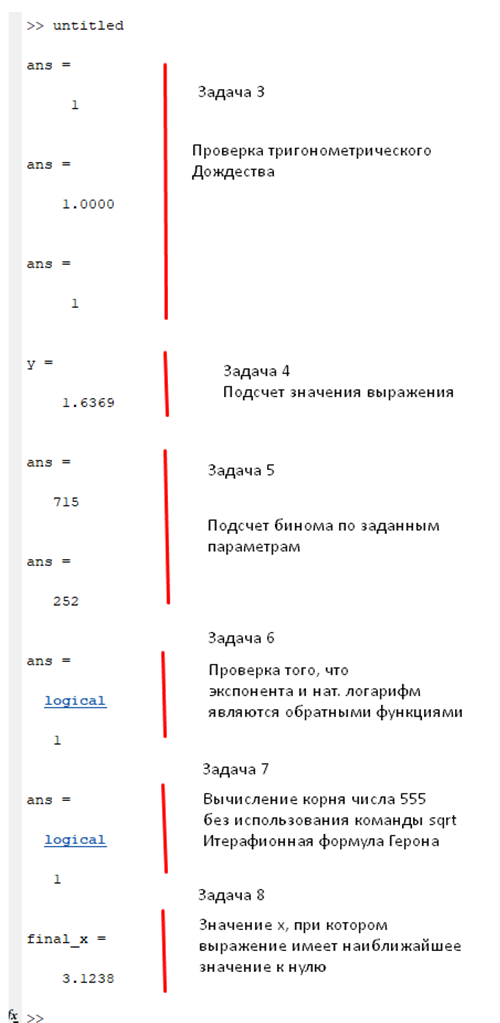 >> untitled
ans =
1
Задача 3
Проверка тригонометрического
Дождества
ans =
1.0000
ans =
1
y =
1.6369
Задача 4
Подсчет значения выражения
ans =
715
Задача 5
Подсчет бинома по заданным
параметрам
ans =
252
Задача 6
ans =
logical
1
Проверка того, что
экспонента и нат. логарифм
являются обратными функциями
Задача 7
ans =
logical
1
Вычисление корня числа 555
без использования команды sqrt
Итерафионная формула Герона
Задача 8
final_x =
3.1238
Значение x, при котором
выражение имеет наиближайшее
значение к нулю
fx >>